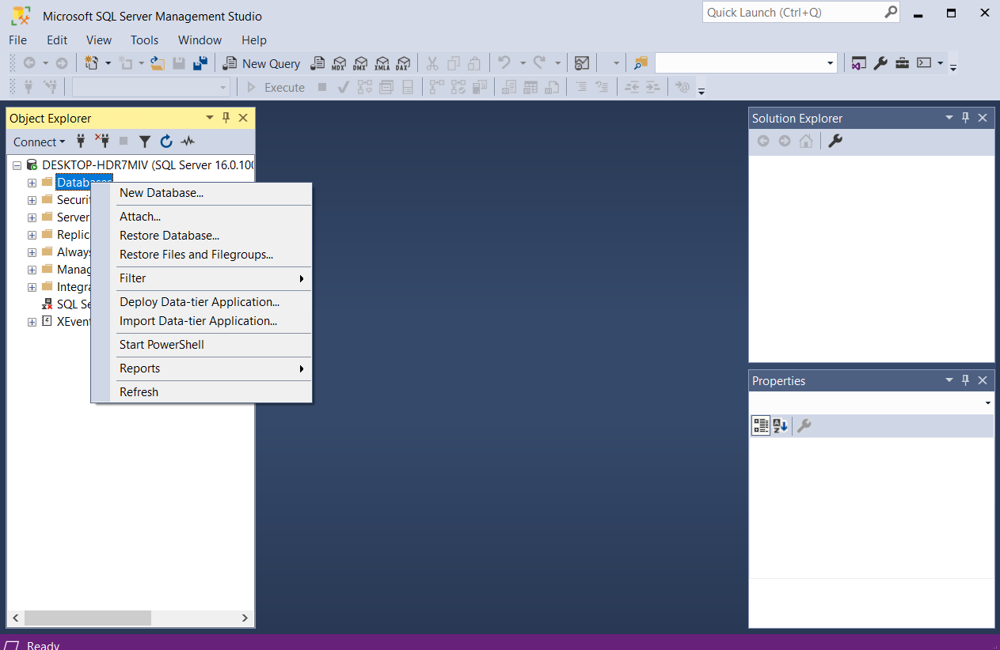 Microsoft SQL Server Management Studio
Quick Launch (Ctrl+Q)
File Edit View Tools Window Help
New Query MDX DMX XMLA DAX
Execute
Object Explorer
Connect
DESKTOP-HDR7MIV (SQL Server 16.0.100
Databases
Securit
Server
Replic
Always
Manag
Integra
SQL Se
XEvent
New Database...
Attach...
Restore Database...
Restore Files and Filegroups...
Filter
Deploy Data-tier Application...
Import Data-tier Application...
Start PowerShell
Reports
Refresh
Solution Explorer
Properties
Ready